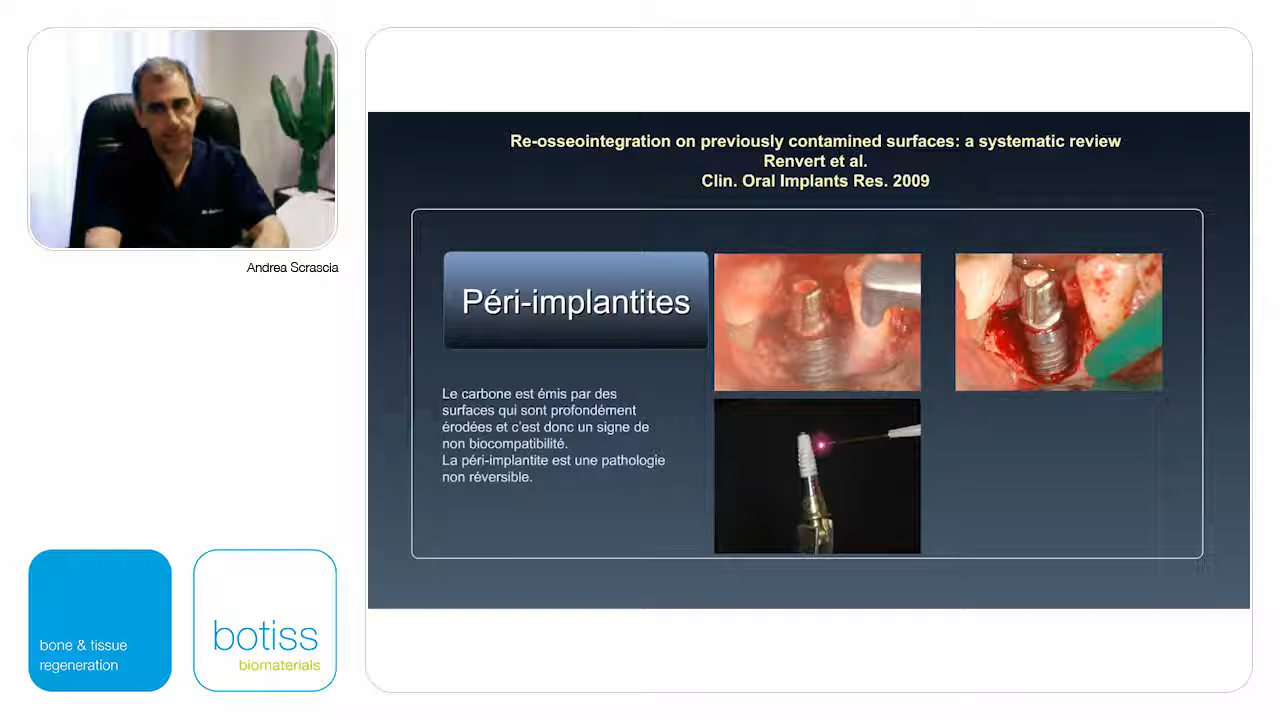 Andrea Scrascia
bone & tissue
regeneration
botiss
biomaterials
Re-osseointegration on previously contamined surfaces: a systematic review
Renvert et al.
Clin. Oral Implants Res. 2009
Péri-implantites
Le carbone est émis par des
surfaces qui sont profondément
érodées et c'est donc un signe de
non biocompatibilité.
La péri-implantite est une pathologie
non réversible.